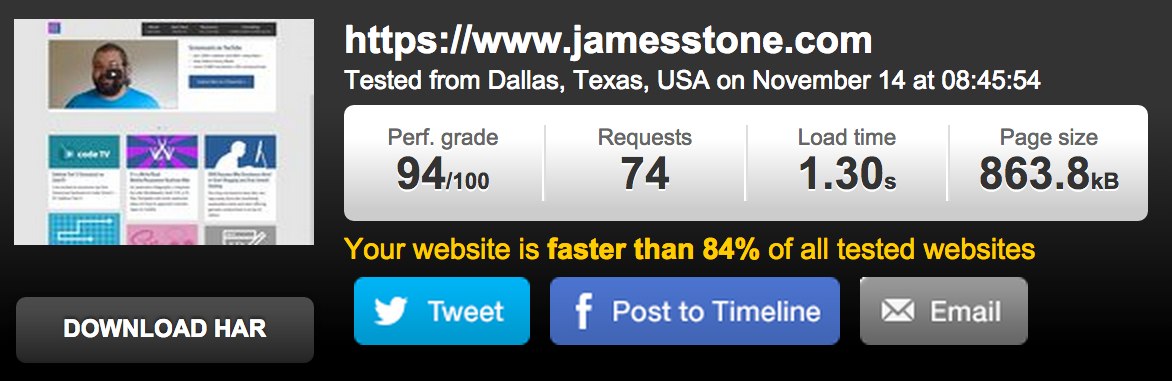 https://www.jamesstone.com
Tested from Dallas, Texas, USA on November 14 at 08:45:54
Perf. grade
94/100
Requests
74
Load time
1.30s
Page size
863.8kB
Your website is faster than 84% of all tested websites
code TV
DOWNLOAD HAR
Tweet
Post to Timeline
Email